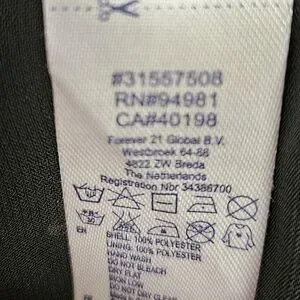 #31557508
RN#94981
CA#40198
Forever 21 Global B.V.
Westbroek 64-66
4822 ZW Breda
The Netherlands
Registration Nbr 34386700
30
EN
SHELL: 100% POLYESTER
LINING: 100% POLYESTER
HAND WASH
DO NOT BLEACH
DRY FLAT
IRON LOW
DO NOT DRY CLEAN